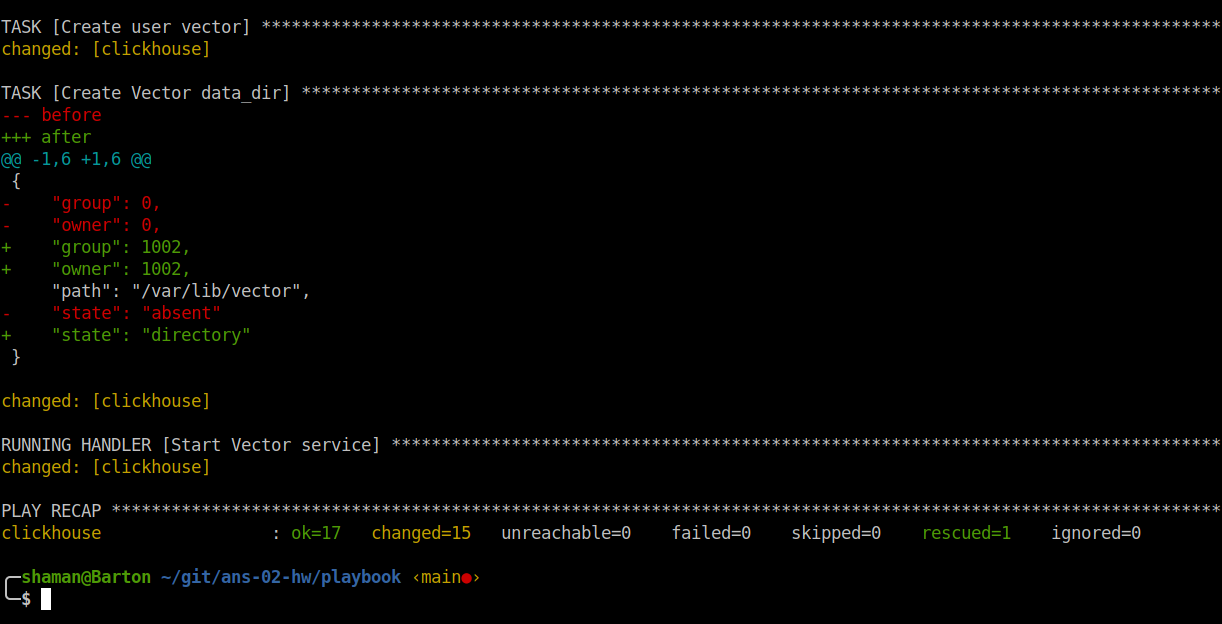 TASK [Create user vector] ************************************************************************************************
changed: [clickhouse]
TASK [Create Vector data_dir] ********************************************************************************************
--- before
+++ after
@@ -1,6 +1,6 @@
 {
-    "group": 0,
-    "owner": 0,
+    "group": 1002,
+    "owner": 1002,
     "path": "/var/lib/vector",
-    "state": "absent"
+    "state": "directory"
 }
changed: [clickhouse]
RUNNING HANDLER [Start Vector service] ***********************************************************************************
changed: [clickhouse]
PLAY RECAP ***************************************************************************************************************
clickhouse                 : ok=17   changed=15   unreachable=0    failed=0    skipped=0    rescued=1    ignored=0
shaman@Barton ~/git/ans-02-hw/playbook ‹main●›
$